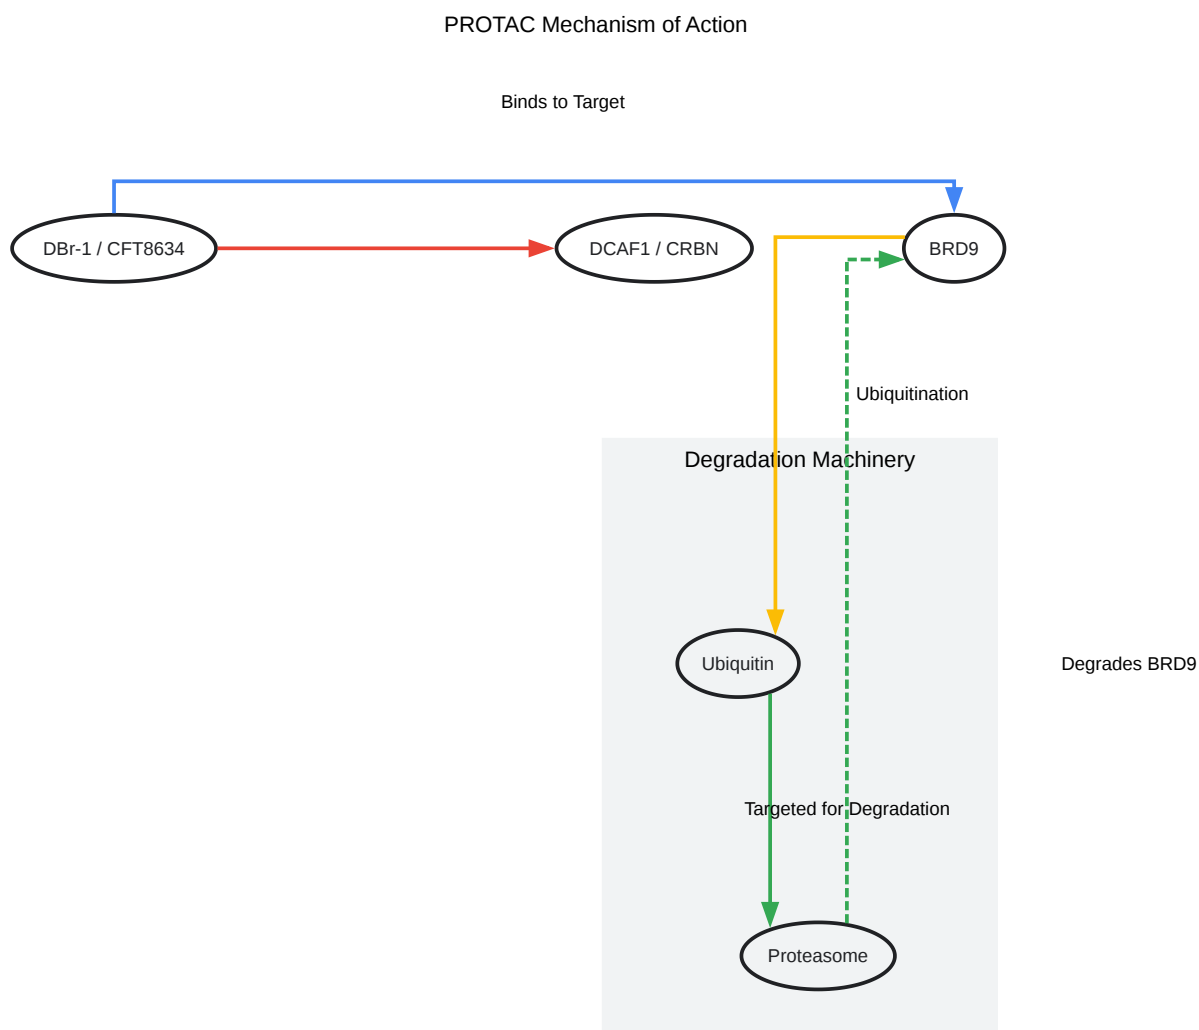 PROTAC Mechanism of Action
Binds to Target
DBr-1 / CFT8634
DCAF1 / CRBN
BRD9
Ubiquitination
Degradation Machinery
Ubiquitin
Degrades BRD9
Targeted for Degradation
Proteasome